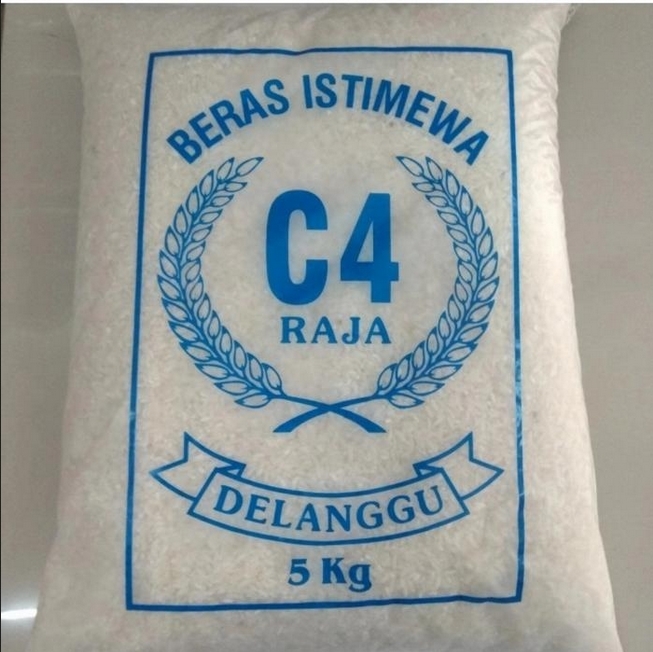 BERAS ISTIMEWA
C4
RAJA
DELANGGU
5 Kg